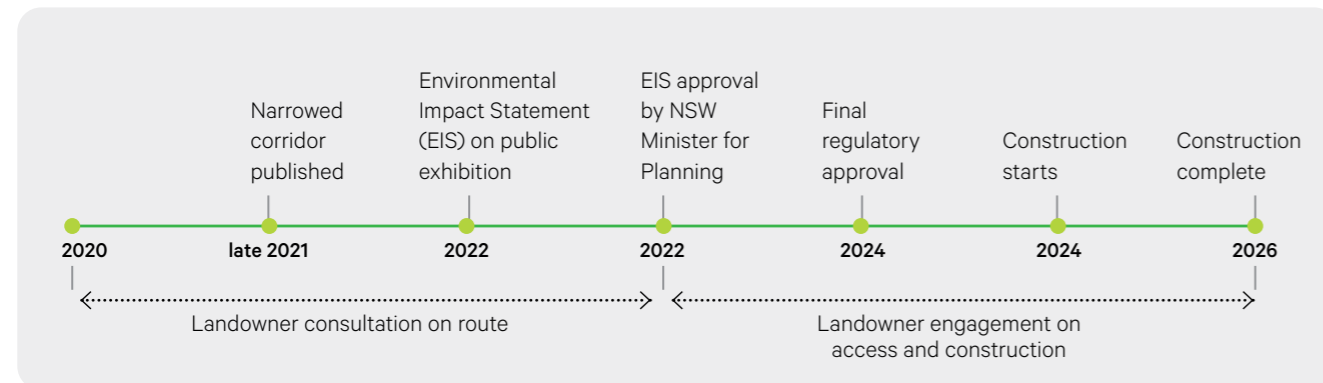 Narrowed
corridor
published
Environmental
Impact Statement
(EIS) on public
exhibition
EIS approval
by NSW
Minister for
Planning
Final
regulatory
approval
Construction
starts
Construction
complete
2020
late 2021
2022
2022
2024
2024
2026
Landowner consultation on route
Landowner engagement on
access and construction